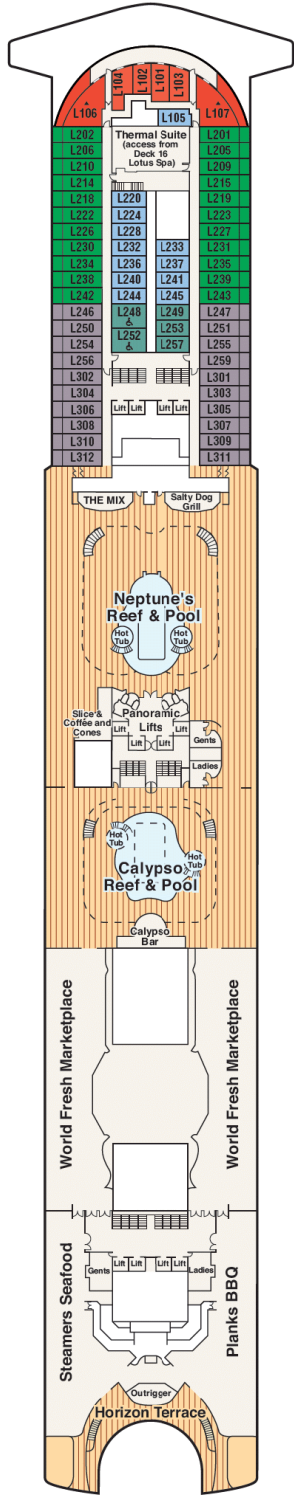 L104 L102 L101 L103
L106 L107
L105
Thermal Suite
(access from
Deck 16
Lotus Spa)
L202 L201
L206 L205
L210 L209
L214 L215
L218 L220 L219
L222 L224 L223
L226 L228 L227
L230 L232 L233 L231
L234 L236 L237 L235
L238 L240 L241 L239
L242 L244 L245 L243
L246 L248 L249 L247
L250 L252 L253 L251
L254 L257 L255
L256 L259
L302 L301
L304 L303
L306 Lift Lift Lift Lift L305
L308 L307
L310 L309
L312 L311
THE MIX
Salty Dog
Grill
Neptune's
Reef & Pool
Hot
Tub
Hot
Tub
Slice &
Coffee and
Cones
Panoramic
Lifts
Lift Lift
Lift Lift
Gents
Ladies
Hot
Tub
Hot
Tub
Calypso
Reef & Pool
Calypso
Bar
World Fresh Marketplace
World Fresh Marketplace
Gents Lift Lift Lift Lift Ladies
Steamers Seafood
Planks BBQ
Outrigger
Horizon Terrace